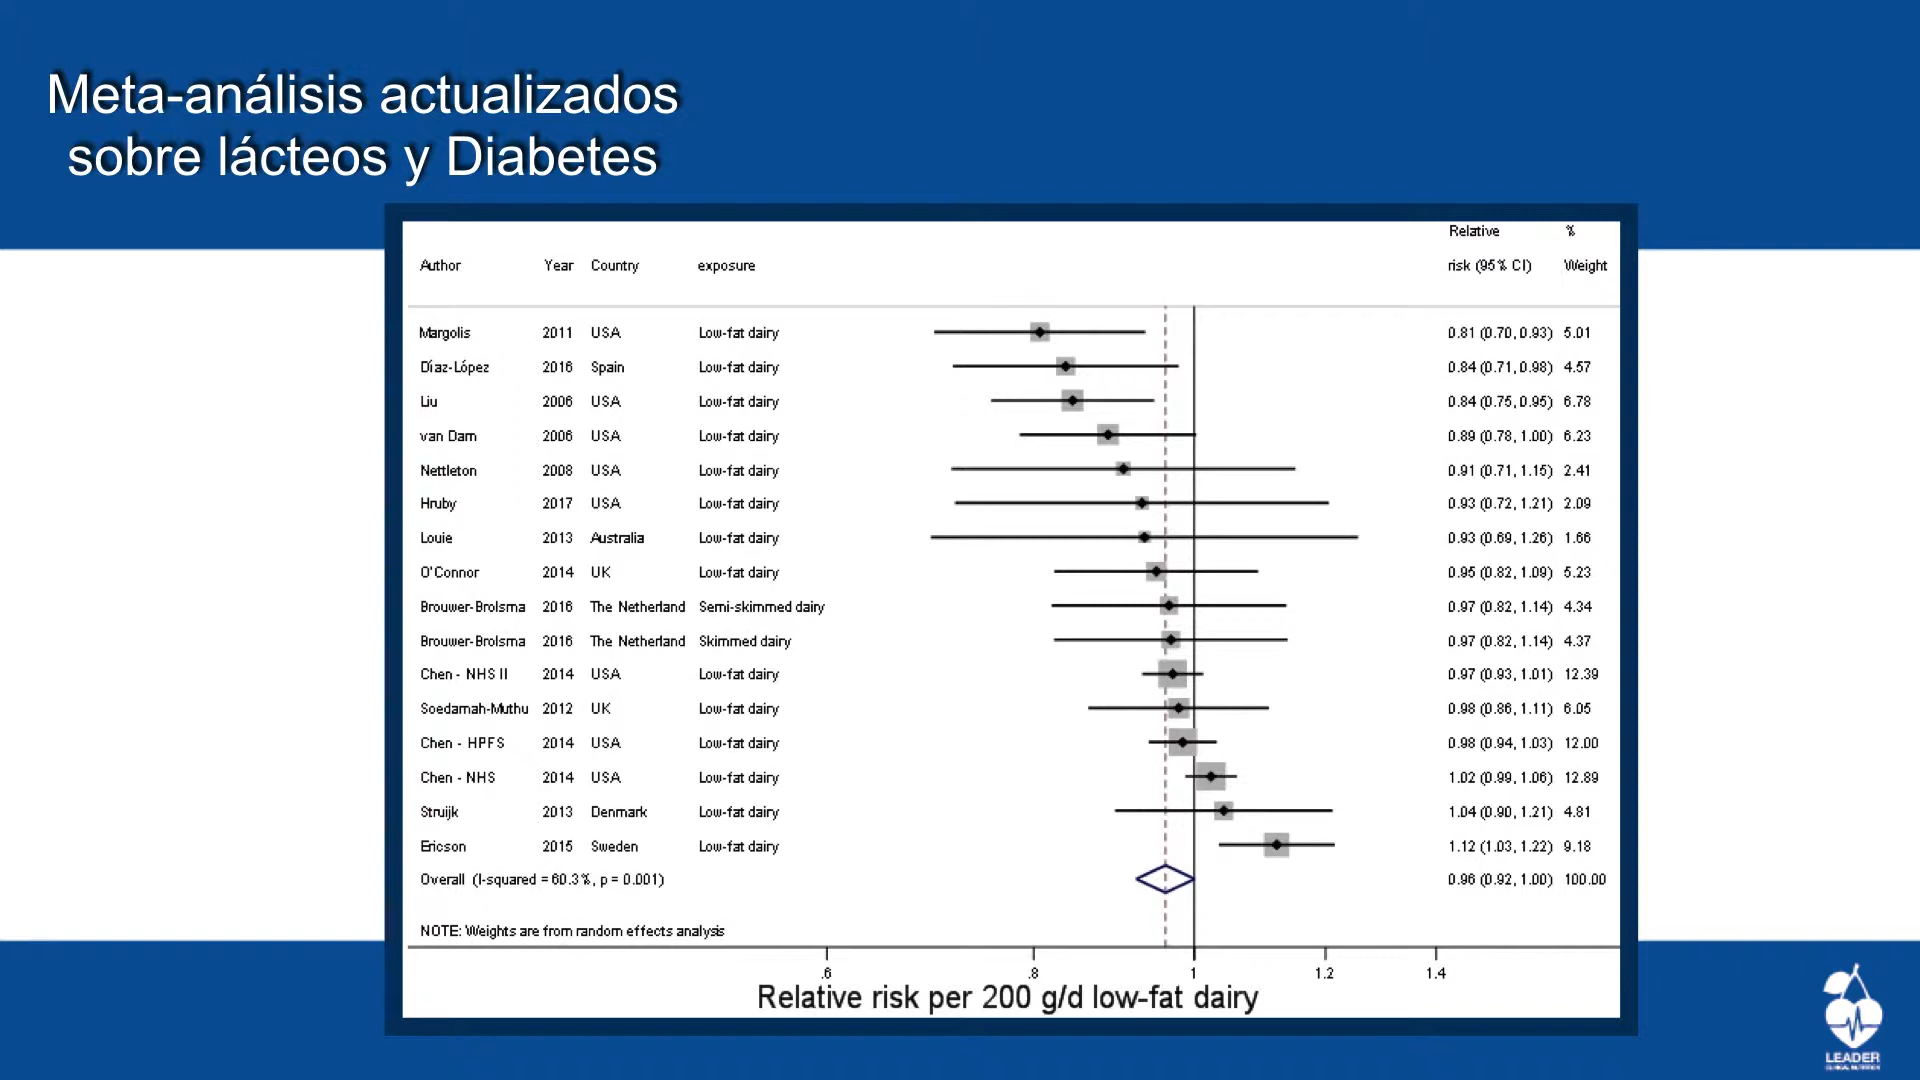 Meta-análisis actualizados
sobre lácteos y Diabetes
Relative %
Author Year Country exposure risk (95% CI) Weight
Margolis 2011 USA Low-fat dairy 0.81 (0.70, 0.93) 5.01
Díaz-López 2016 Spain Low-fat dairy 0.84 (0.71, 0.98) 4.57
Liu 2006 USA Low-fat dairy 0.84 (0.75, 0.95) 6.78
van Dam 2006 USA Low-fat dairy 0.89 (0.78, 1.00) 6.23
Nettleton 2008 USA Low-fat dairy 0.91 (0.71, 1.15) 2.41
Hruby 2017 USA Low-fat dairy 0.93 (0.72, 1.21) 2.09
Louie 2013 Australia Low-fat dairy 0.93 (0.69, 1.26) 1.66
O'Connor 2014 UK Low-fat dairy 0.95 (0.82, 1.09) 5.23
Brouwer-Brolsma 2016 The Netherland Semi-skimmed dairy 0.97 (0.82, 1.14) 4.34
Brouwer-Brolsma 2016 The Netherland Skimmed dairy 0.97 (0.82, 1.14) 4.37
Chen - NHS II 2014 USA Low-fat dairy 0.97 (0.93, 1.01) 12.39
Soedamah-Muthu 2012 UK Low-fat dairy 0.98 (0.86, 1.11) 6.05
Chen - HPFS 2014 USA Low-fat dairy 0.98 (0.94, 1.03) 12.00
Chen - NHS 2014 USA Low-fat dairy 1.02 (0.99, 1.06) 12.89
Struijk 2013 Denmark Low-fat dairy 1.04 (0.90, 1.21) 4.81
Ericson 2015 Sweden Low-fat dairy 1.12 (1.03, 1.22) 9.18
Overall (I-squared = 60.3%, p = 0.001) 0.96 (0.92, 1.00) 100.00
NOTE: Weights are from random effects analysis
.6 .8 1 1.2 1.4
Relative risk per 200 g/d low-fat dairy
LEADER
CLINICAL NUTRITION